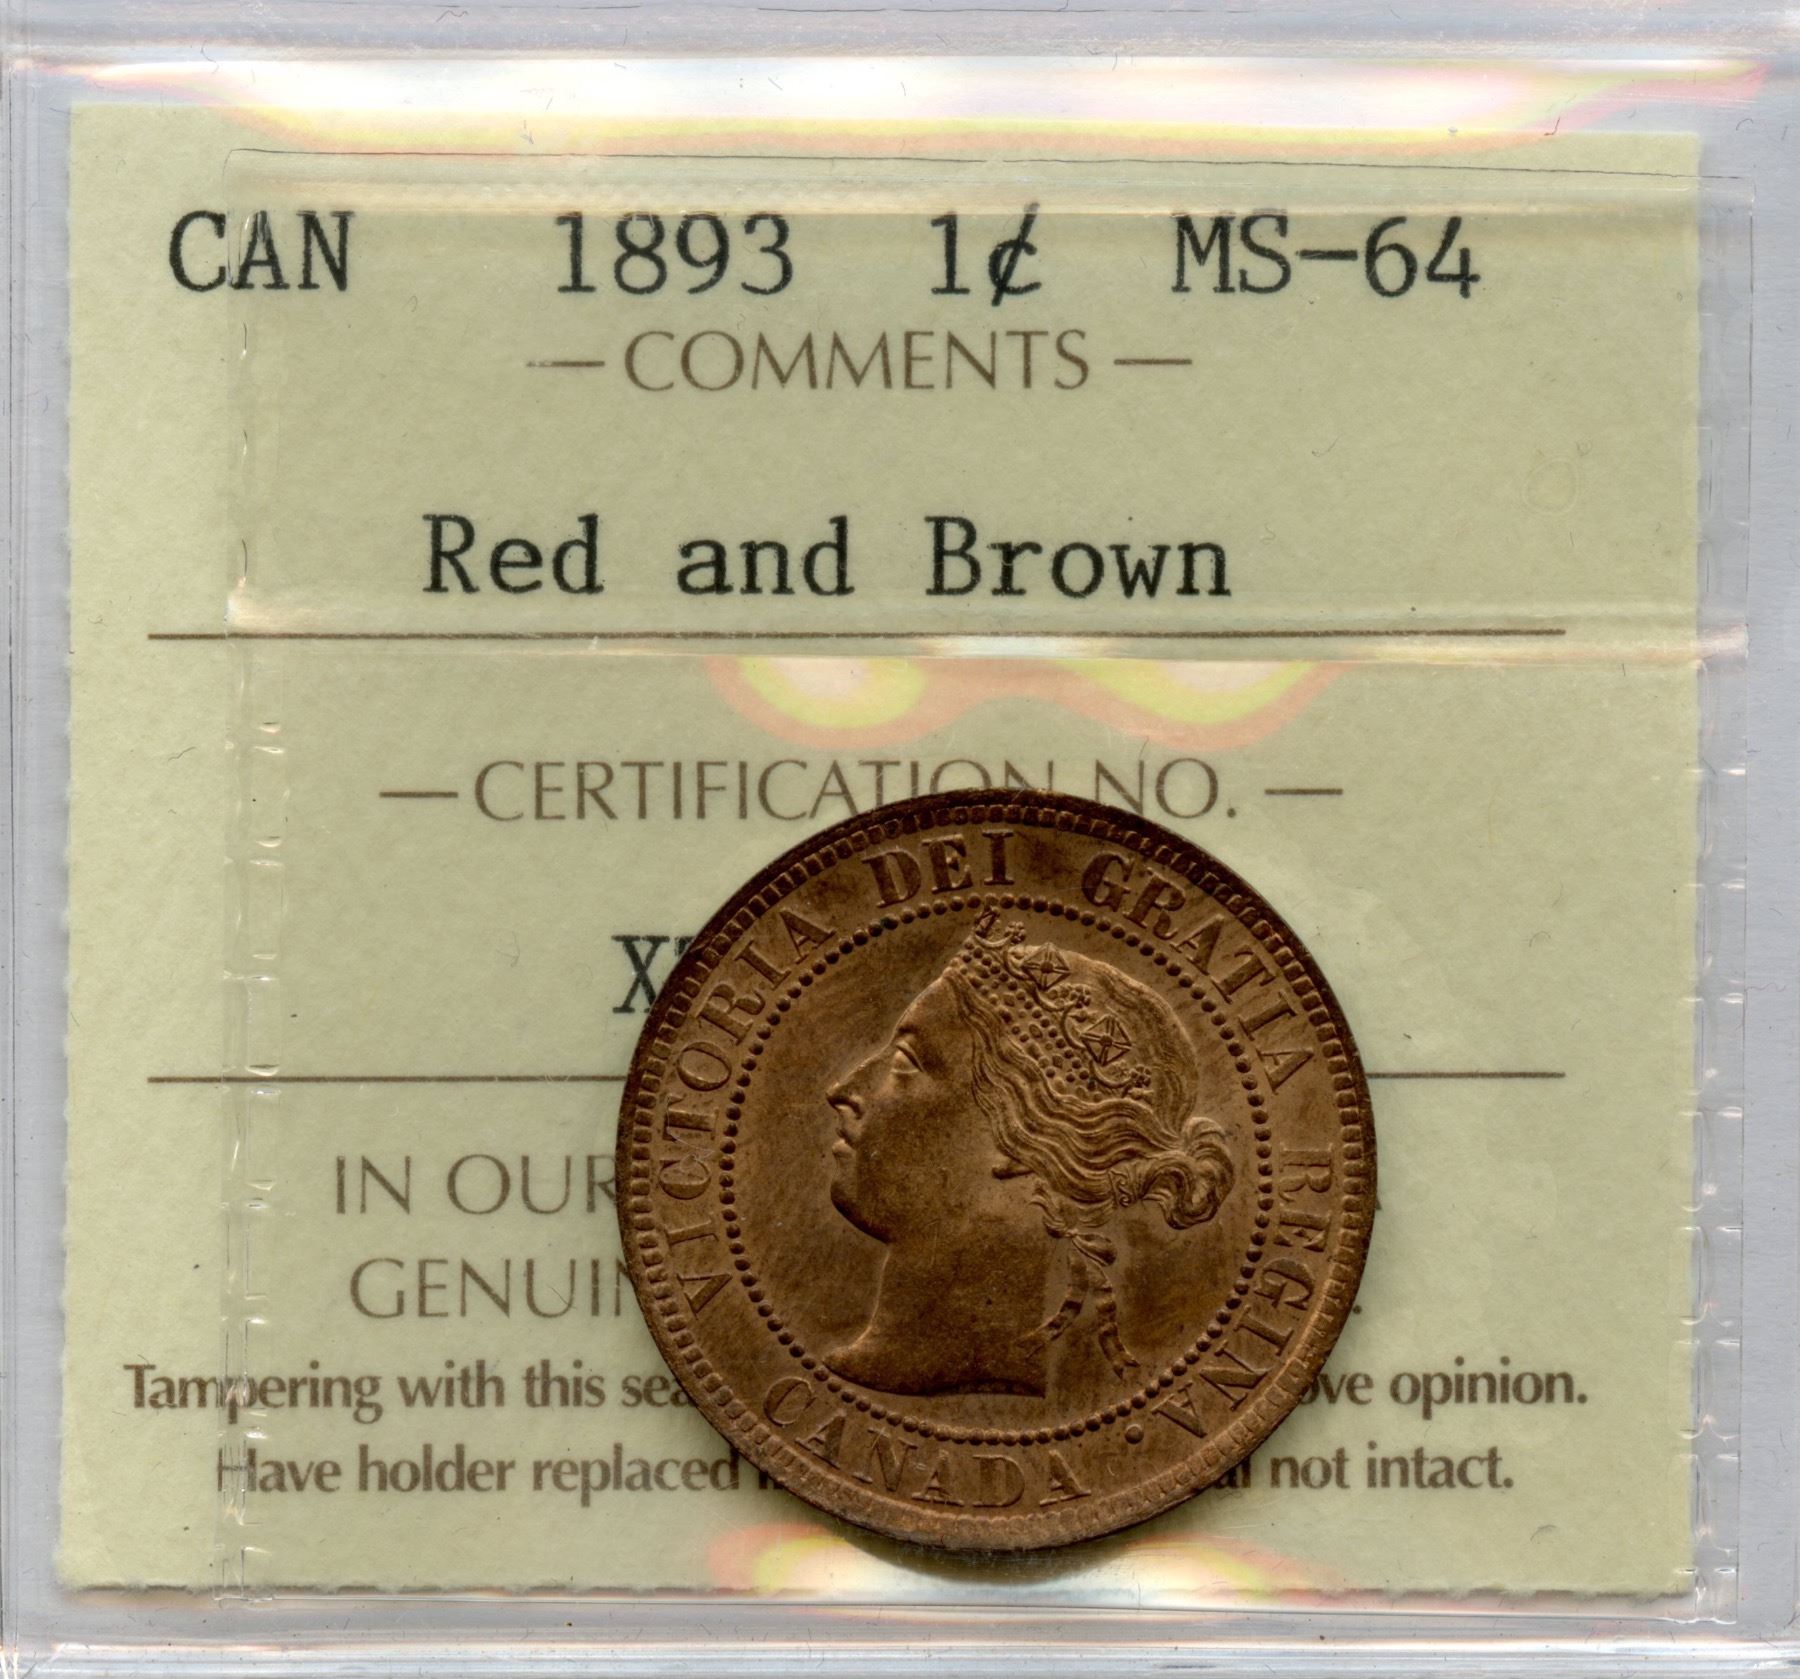 CAN 1893 1¢ MS-64
— COMMENTS —
Red and Brown
— CERTIFICATION NO. —
X
IN OUR
GENUIN
Tampering with this sea ove opinion.
Have holder replaced al not intact.
VICTORIA DEI GRATIA REGINA.
CANADA